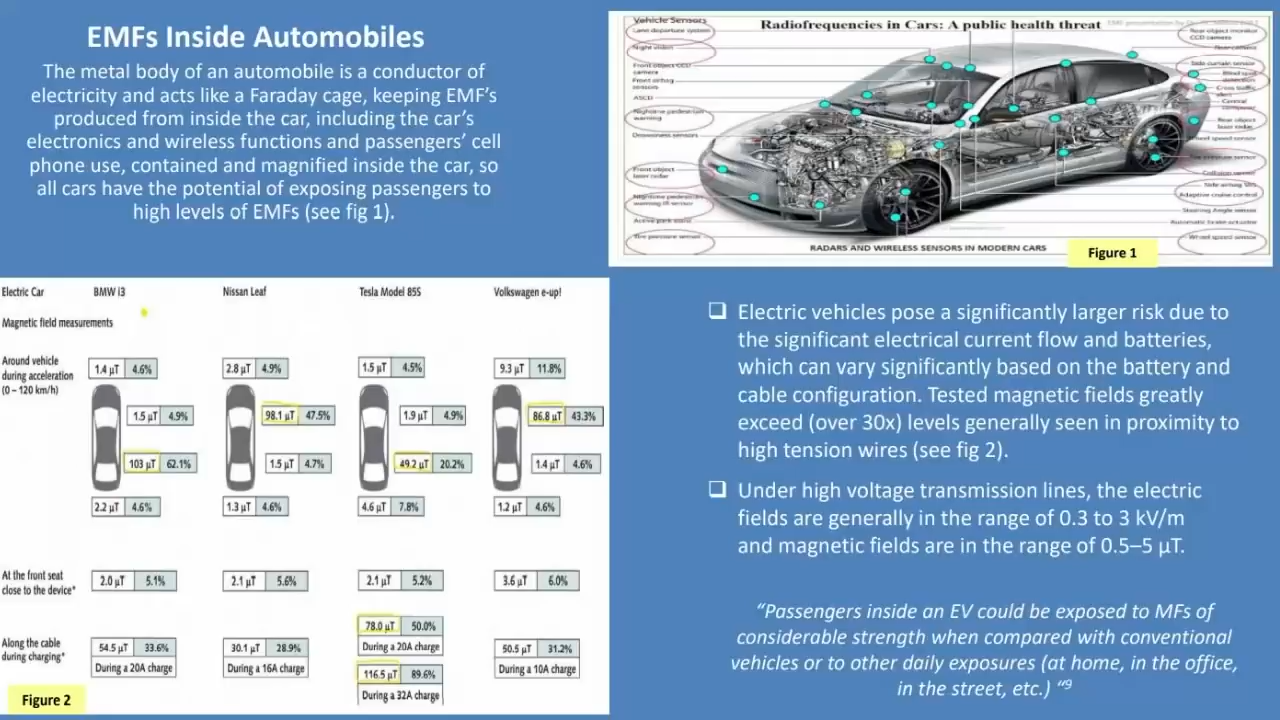 EMFs Inside Automobiles
The metal body of an automobile is a conductor of
electricity and acts like a Faraday cage, keeping EMF's
produced from inside the car, including the car's
electronics and wireless functions and passengers' cell
phone use, contained and magnified inside the car, so
all cars have the potential of exposing passengers to
high levels of EMFs (see fig 1).
Vehicle Sensors
Radiofrequencies in Cars: A public health threat
Lane departure system
Night vision
Front object CCD
camera
Front airbag
sensors
ASCD
Nightime pedestrian
warning
Drowsiness sensors
Front object
laser radar
Nightime pedestrian
warning IR sensor
Active park assist
Tire pressure sensor
Rear object monitor
CCD camera
Rear camera
Side curtain sensor
Blind spot
detection
Cross traffic
alert
Central
computer
Rear object
Wheel speed sensor
Tire pressure sensor
Collision sensor
Side airbag
Adaptive cruise control
Steering Angle sensor
Automatic brake actuator
Wheel speed sensor
RADARS AND WIRELESS SENSORS IN MODERN CARS
Figure 1
Electric Car BMW i3 Nissan Leaf Tesla Model 85S Volkswagen e-up!
Magnetic field measurements
Around vehicle
during acceleration
(0 – 120 km/h)
1.4 µT 4.6% 2.8 µT 4.9% 1.5 µT 4.5% 9.3 µT 11.8%
1.5 µT 4.9% 98.1 µT 47.5% 1.9 µT 4.9% 86.8 µT 43.3%
103 µT 62.1% 1.5 µT 4.7% 49.2 µT 20.2% 1.4 µT 4.6%
2.2 µT 4.6% 1.3 µT 4.6% 4.6 µT 7.8% 1.2 µT 4.6%
At the front seat
close to the device*
2.0 µT 5.1% 2.1 µT 5.6% 2.1 µT 5.2% 3.6 µT 6.0%
Along the cable
during charging*
54.5 µT 33.6%
During a 20A charge
30.1 µT 28.9%
During a 16A charge
78.0 µT 50.0%
During a 20A charge
116.5 µT 89.6%
During a 32A charge
50.5 µT 31.2%
During a 10A charge
Figure 2
Electric vehicles pose a significantly larger risk due to
the significant electrical current flow and batteries,
which can vary significantly based on the battery and
cable configuration. Tested magnetic fields greatly
exceed (over 30x) levels generally seen in proximity to
high tension wires (see fig 2).
Under high voltage transmission lines, the electric
fields are generally in the range of 0.3 to 3 kV/m
and magnetic fields are in the range of 0.5–5 µT.
“Passengers inside an EV could be exposed to MFs of
considerable strength when compared with conventional
vehicles or to other daily exposures (at home, in the office,
in the street, etc.) “9